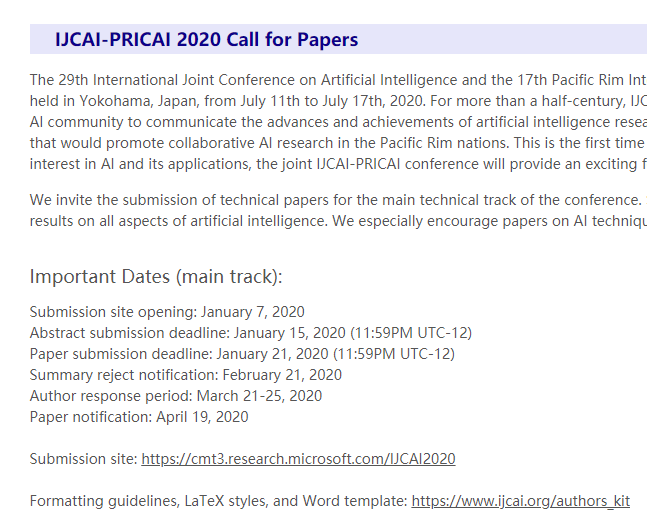 IJCAI-PRICAI 2020 Call for Papers
The 29th International Joint Conference on Artificial Intelligence and the 17th Pacific Rim Int
held in Yokohama, Japan, from July 11th to July 17th, 2020. For more than a half-century, IJC
AI community to communicate the advances and achievements of artificial intelligence resea
that would promote collaborative AI research in the Pacific Rim nations. This is the first time
interest in AI and its applications, the joint IJCAI-PRICAI conference will provide an exciting f
We invite the submission of technical papers for the main technical track of the conference.
results on all aspects of artificial intelligence. We especially encourage papers on AI techniqu
Important Dates (main track):
Submission site opening: January 7, 2020
Abstract submission deadline: January 15, 2020 (11:59PM UTC-12)
Paper submission deadline: January 21, 2020 (11:59PM UTC-12)
Summary reject notification: February 21, 2020
Author response period: March 21-25, 2020
Paper notification: April 19, 2020
Submission site: https://cmt3.research.microsoft.com/IJCAI2020
Formatting guidelines, LaTeX styles, and Word template: https://www.ijcai.org/authors_kit